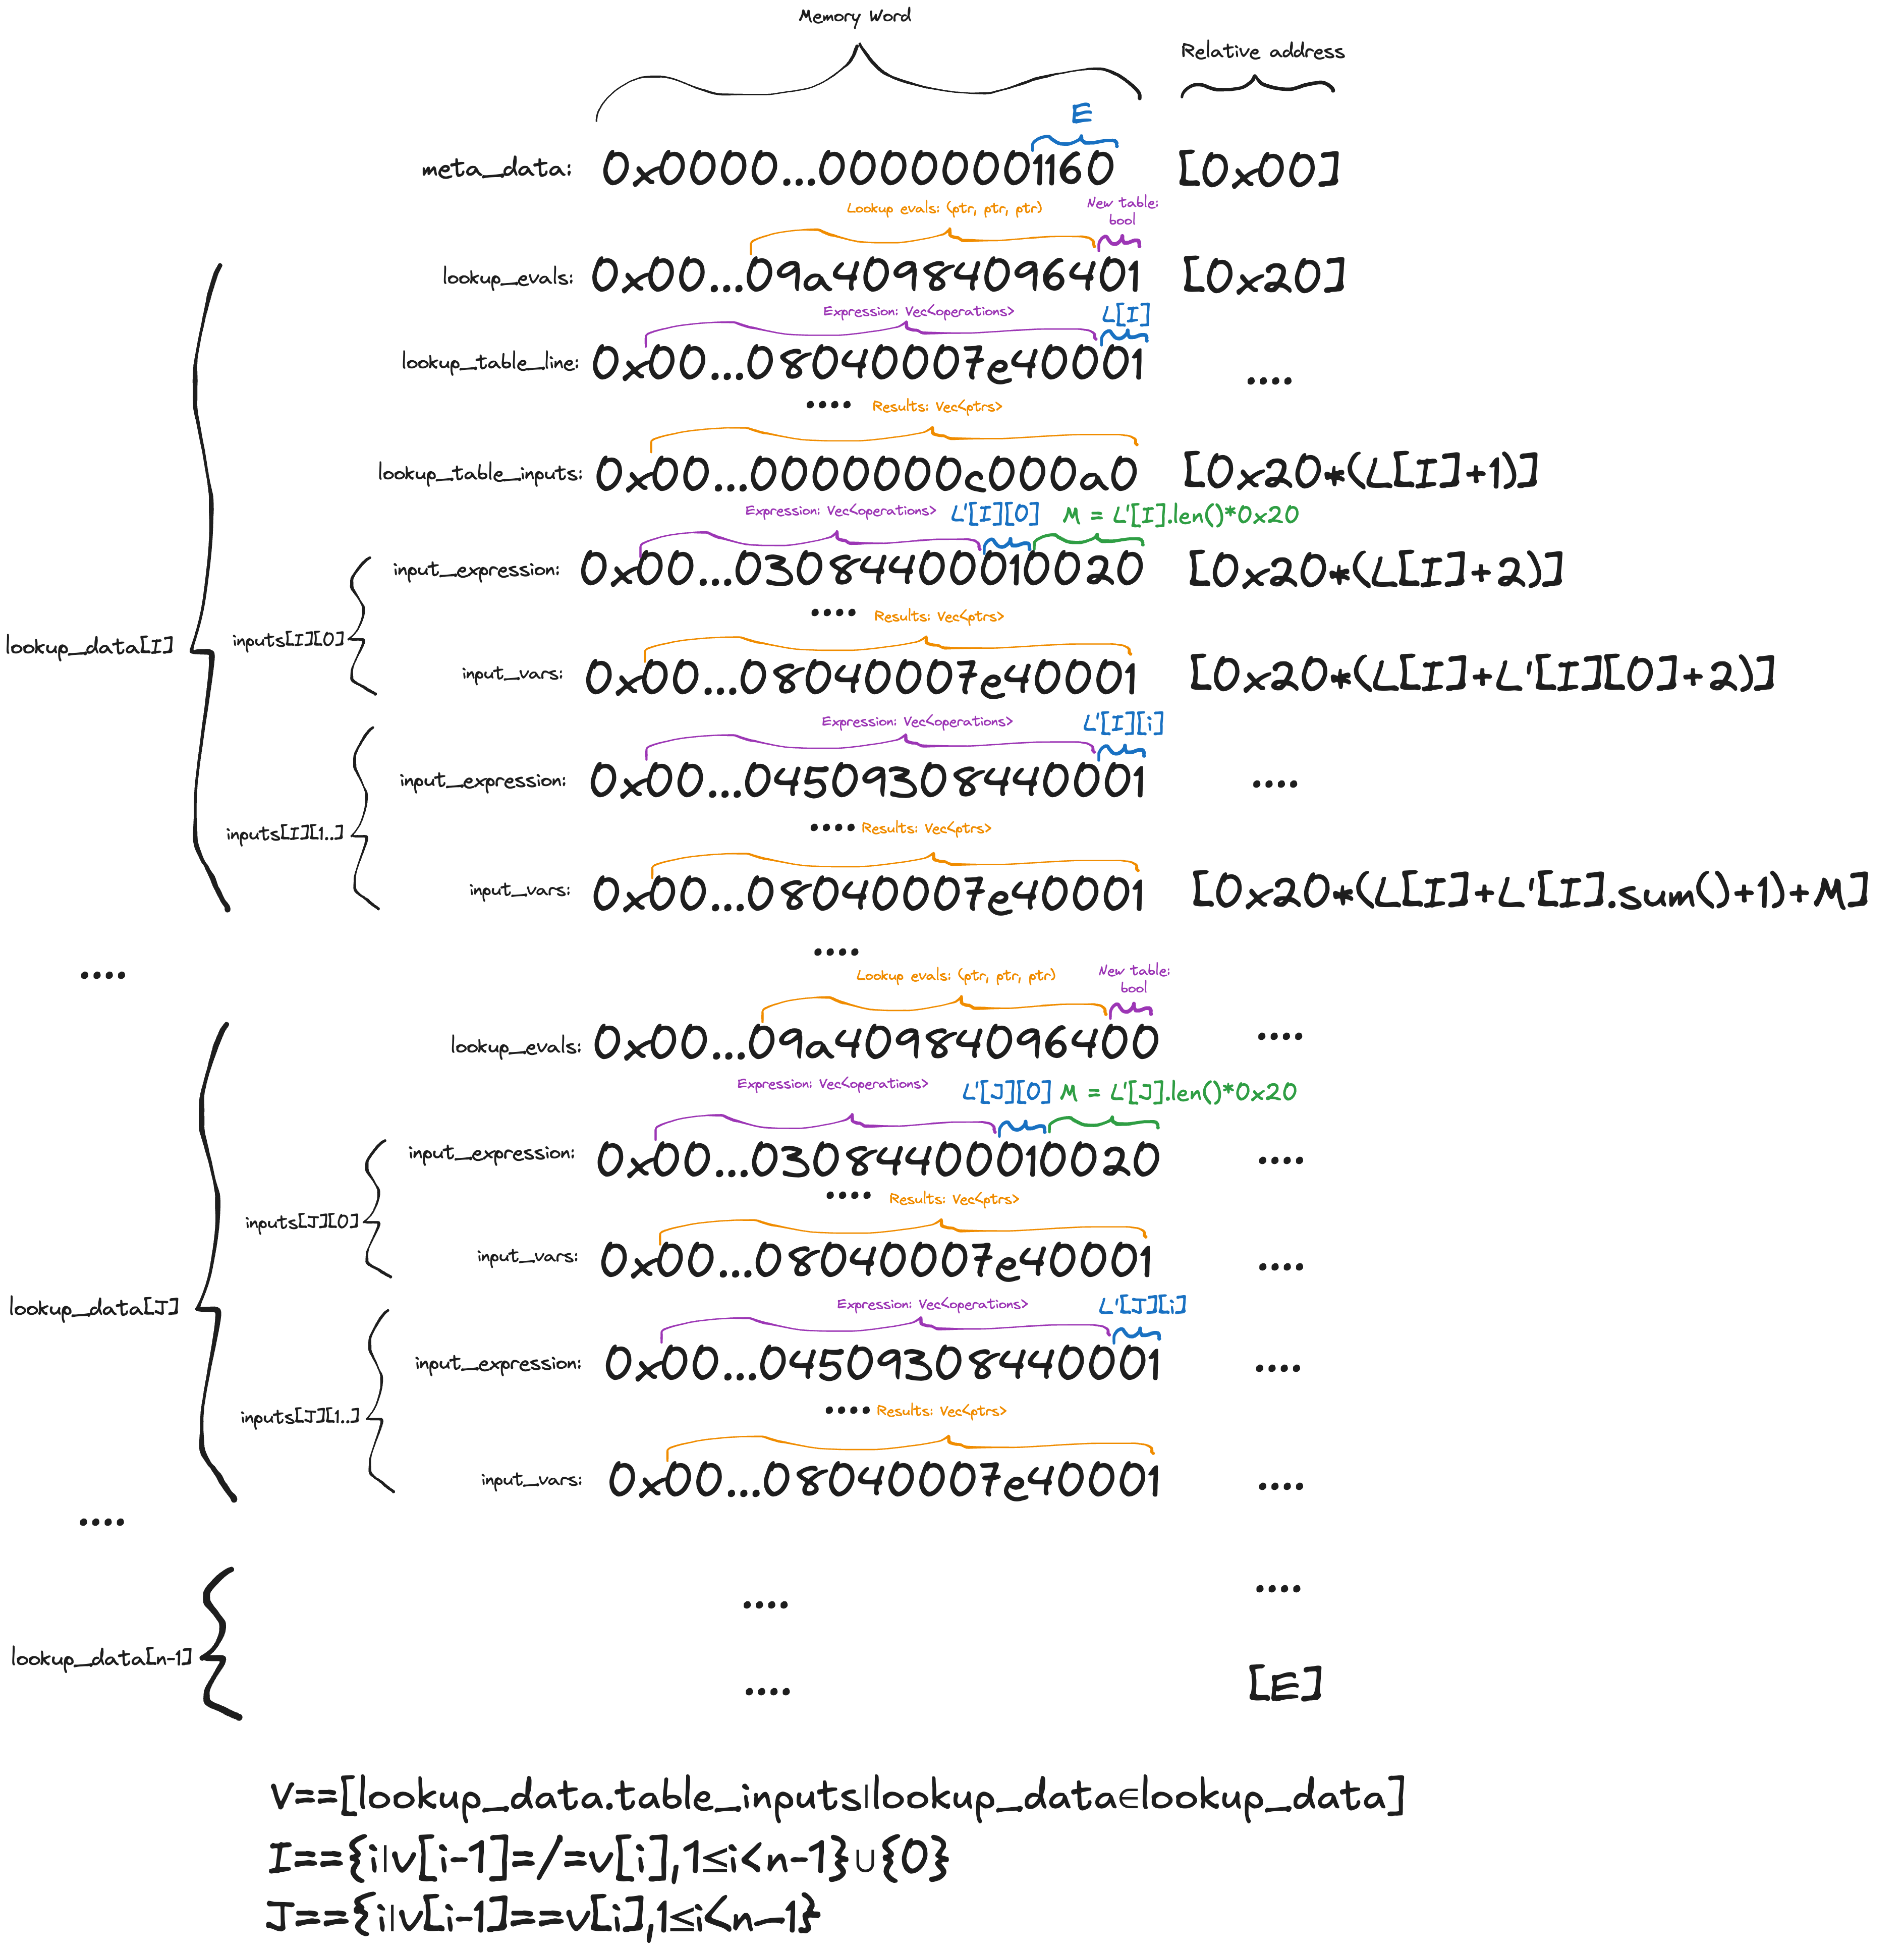 Memory Word
Relative address
E
meta_data: 0x0000...00000001160 [0x00]
Lookup evals: (ptr, ptr, ptr) New table: bool
lookup_evals: 0x00...09a40984096401 [0x20]
Expression: Vec<operations> L[I]
lookup_table_line: 0x00...08040007e40001 ....
.... Results: Vec<ptrs>
lookup_table_inputs: 0x00...0000000c000a0 [0x20*(L[I]+1)]
Expression: Vec<operations> L'[I][0] M = L'[I].len()*0x20
input_expression: 0x00...030844000010020 [0x20*(L[I]+2)]
.... Results: Vec<ptrs>
inputs[I][0]
lookup_data[I]
input_vars: 0x00...08040007e40001 [0x20*(L[I]+L'[I][0]+2)]
Expression: Vec<operations> L'[I][i]
input_expression: 0x00...04509308440001 ....
.... Results: Vec<ptrs>
inputs[I][1..]
input_vars: 0x00...08040007e40001 [0x20*(L[I]+L'[I].sum()+1)+M]
....
....
Lookup evals: (ptr, ptr, ptr) New table: bool
lookup_evals: 0x00...09a40984096400 ....
Expression: Vec<operations> L'[J][0] M = L'[J].len()*0x20
input_expression: 0x00...030844000010020 ....
.... Results: Vec<ptrs>
inputs[J][0]
input_vars: 0x00...08040007e40001 ....
lookup_data[J]
Expression: Vec<operations> L'[J][i]
input_expression: 0x00...04509308440001 ....
.... Results: Vec<ptrs>
inputs[J][1..]
input_vars: 0x00...08040007e40001 ....
....
....
....
lookup_data[n-1]
.... [E]
V==[lookup_data.table_inputs|lookup_data∈lookup_data]
I=={i|v[i-1]=/=v[i],1≤i<n-1}∪{0}
J=={i|v[i-1]==v[i],1≤i<n-1}